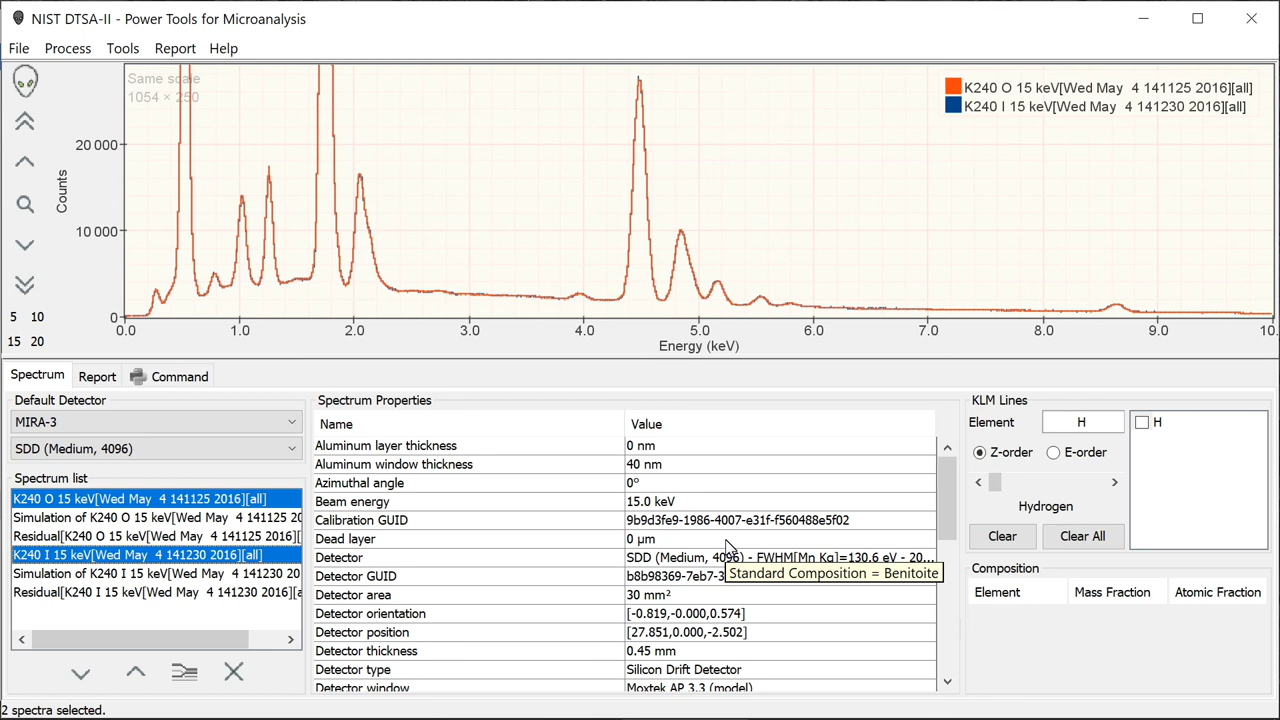 NIST DTSA-II - Power Tools for Microanalysis
File Process Tools Report Help
Same scale
1054 × 250
K240 O 15 keV[Wed May 4 141125 2016][all]
K240 I 15 keV[Wed May 4 141230 2016][all]
Counts
20 000
10 000
0
0.0 1.0 2.0 3.0 4.0 5.0 6.0 7.0 8.0 9.0 10
Energy (keV)
5 10
15 20
Spectrum Report Command
Default Detector
MIRA-3
SDD (Medium, 4096)
Spectrum list
K240 O 15 keV[Wed May 4 141125 2016][all]
Simulation of K240 O 15 keV[Wed May 4 141125 20
Residual[K240 O 15 keV[Wed May 4 141125 2016][a
K240 I 15 keV[Wed May 4 141230 2016][all]
Simulation of K240 I 15 keV[Wed May 4 141230 20
Residual[K240 I 15 keV[Wed May 4 141230 2016][a
Spectrum Properties
Name Value
Aluminum layer thickness 0 nm
Aluminum window thickness 40 nm
Azimuthal angle 0°
Beam energy 15.0 keV
Calibration GUID 9b9d3fe9-1986-4007-e31f-f560488e5f02
Dead layer 0 µm
Detector SDD (Medium, 4096) - FWHM[Mn Kα]=130.6 eV - 20...
Detector GUID b8b98369-7eb7-3
Standard Composition = Benitoite
Detector area 30 mm²
Detector orientation [-0.819,-0.000,0.574]
Detector position [27.851,0.000,-2.502]
Detector thickness 0.45 mm
Detector type Silicon Drift Detector
Detector window Moxtek AP 3.3 (model)
KLM Lines
Element H
H
Z-order E-order
Hydrogen
Clear Clear All
Composition
Element Mass Fraction Atomic Fraction
2 spectra selected.